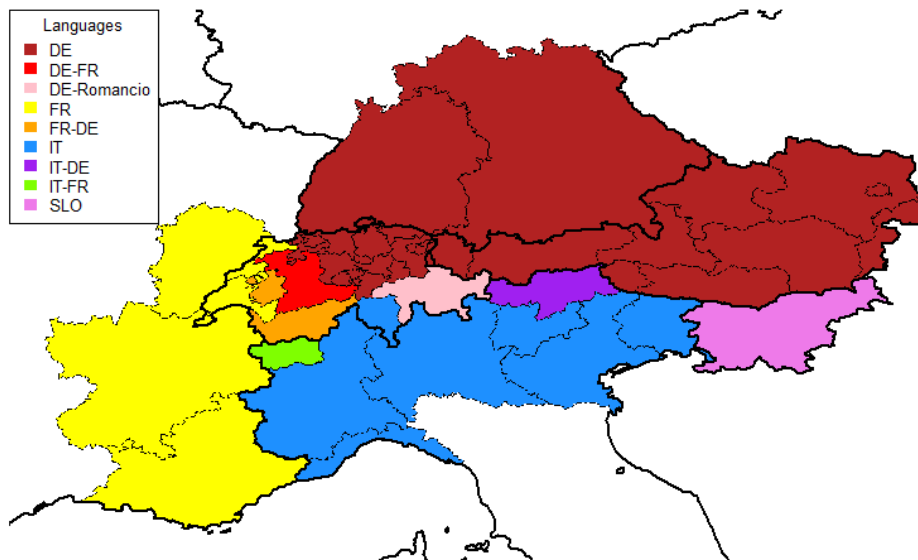 Languages
DE
DE-FR
DE-Romancio
FR
FR-DE
IT
IT-DE
IT-FR
SLO